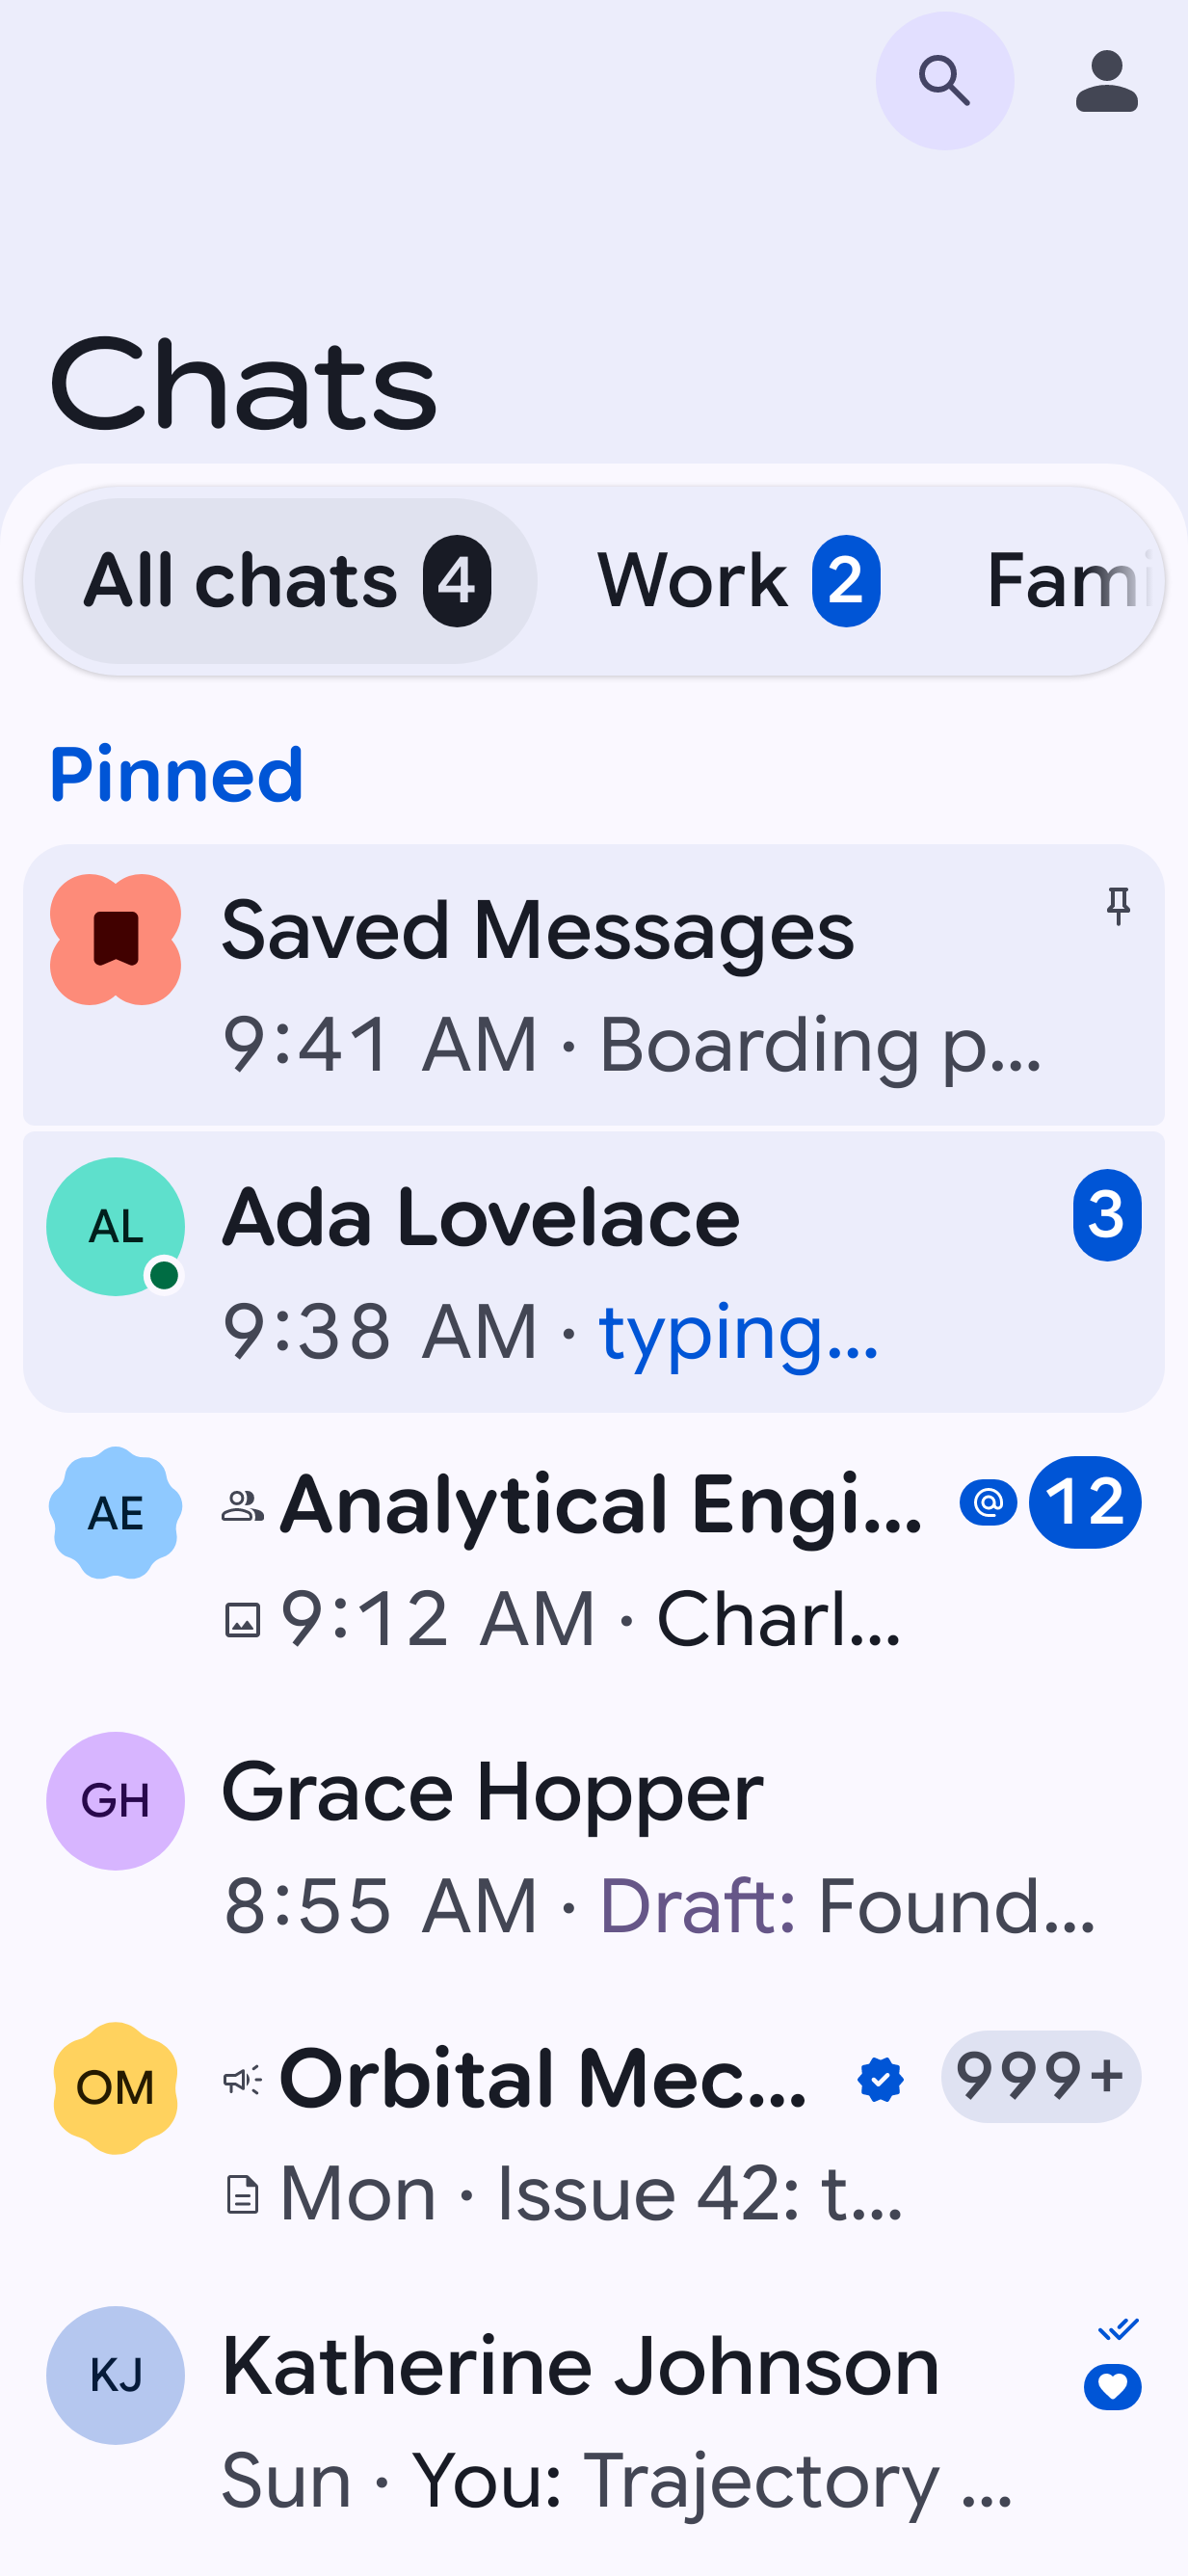 Chats
All chats 4 Work 2 Fami
Pinned
Saved Messages
9:41 AM · Boarding p...
AL Ada Lovelace 3
9:38 AM · typing...
AE Analytical Engi... @ 12
9:12 AM · Charl...
GH Grace Hopper
8:55 AM · Draft: Found...
OM Orbital Mec... 999+
Mon · Issue 42: t...
KJ Katherine Johnson
Sun · You: Trajectory ...